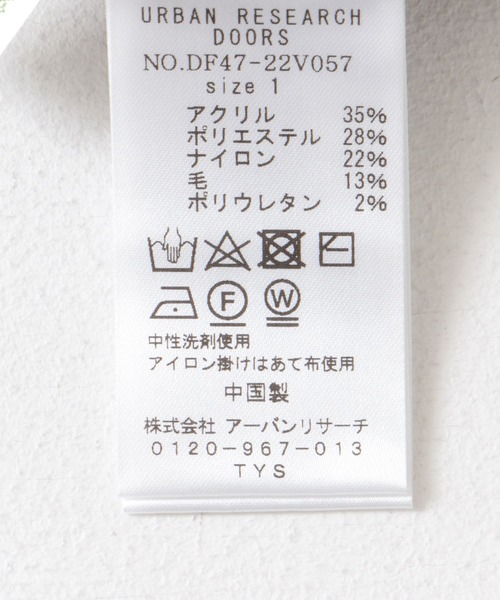 URBAN RESEARCH
DOORS
NO.DF47-22V057
size 1
アクリル 35%
ポリエステル 28%
ナイロン 22%
毛 13%
ポリウレタン 2%
F W
中性洗剤使用
アイロン掛けはあて布使用
中国製
株式会社 アーバンリサーチ
0120-967-013
TYS